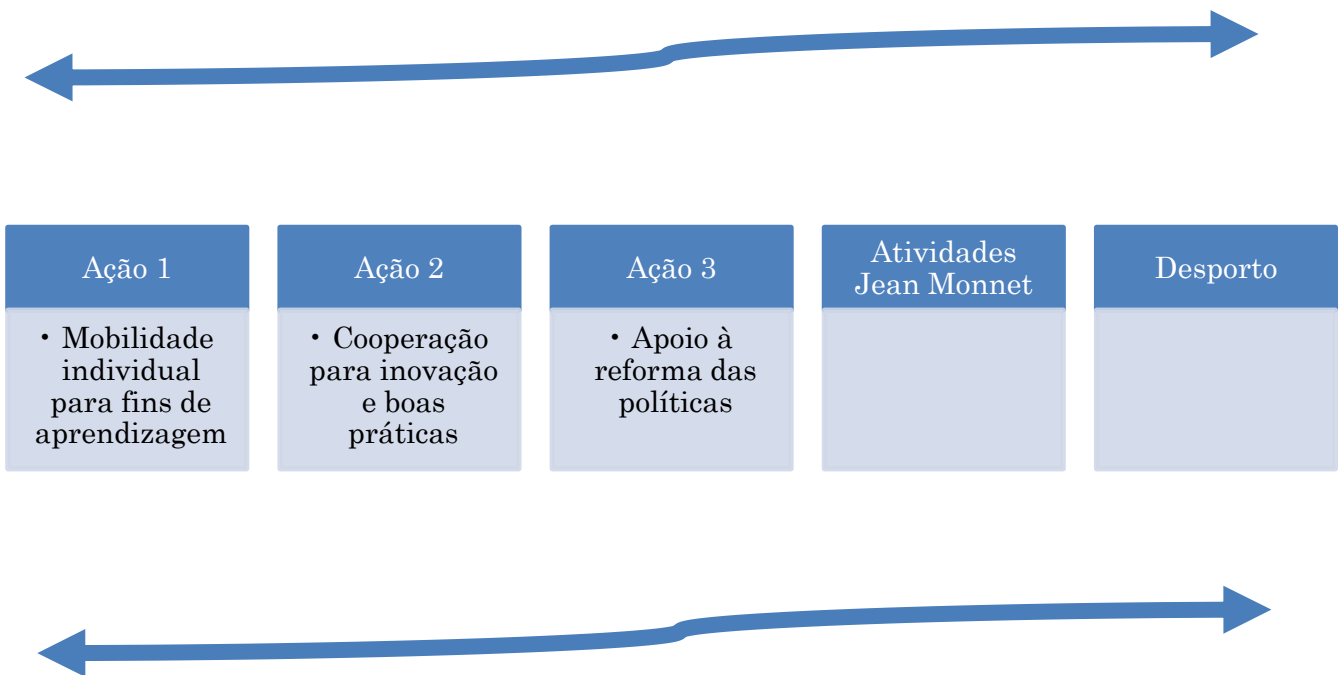 Ação 1
• Mobilidade
individual
para fins de
aprendizagem
Ação 2
• Cooperação
para inovação
e boas
práticas
Ação 3
• Apoio à
reforma das
políticas
Atividades
Jean Monnet
Desporto